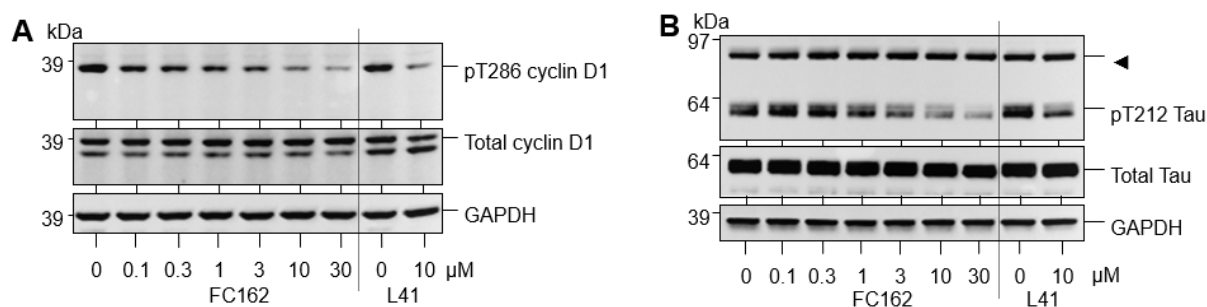 A
kDa
39
pT286 cyclin D1
39
Total cyclin D1
39
GAPDH
0 0.1 0.3 1 3 10 30 0 10 µM
FC162 L41
B
kDa
97
64
pT212 Tau
64
Total Tau
39
GAPDH
0 0.1 0.3 1 3 10 30 0 10 µM
FC162 L41